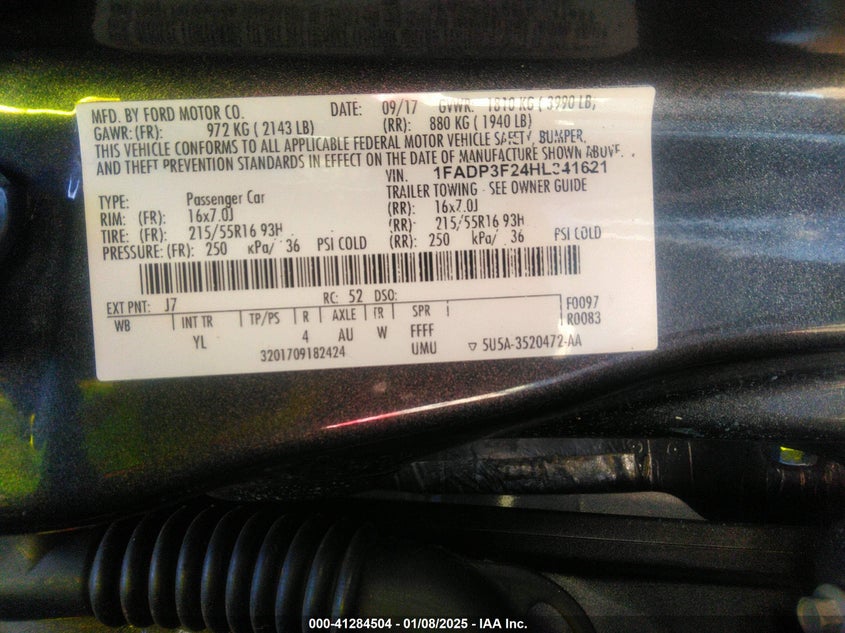 MFD. BY FORD MOTOR CO. DATE: 09/17 GVWR: 1810 KG ( 3990 LB)
GAWR: (FR): 972 KG ( 2143 LB) (RR): 880 KG ( 1940 LB)
THIS VEHICLE CONFORMS TO ALL APPLICABLE FEDERAL MOTOR VEHICLE SAFETY, BUMPER,
AND THEFT PREVENTION STANDARDS IN EFFECT ON THE DATE OF MANUFACTURE SHOWN ABOVE.
VIN: 1FADP3F24HL341621
TYPE: Passenger Car TRAILER TOWING - SEE OWNER GUIDE
RIM: (FR): 16x7.0J (RR): 16x7.0J
TIRE: (FR): 215/55R16 93H (RR): 215/55R16 93H
PRESSURE: (FR): 250 kPa/ 36 PSI COLD (RR): 250 kPa/ 36 PSI COLD
EXT PNT: J7 RC: 52 DSO: F0097
WB INT TR TP/PS R AXLE TR SPR R0083
YL 4 AU W FFFF
3201709182424 UMU ▽ 5U5A-3520472-AA
000-41284504 - 01/08/2025 - IAA Inc.